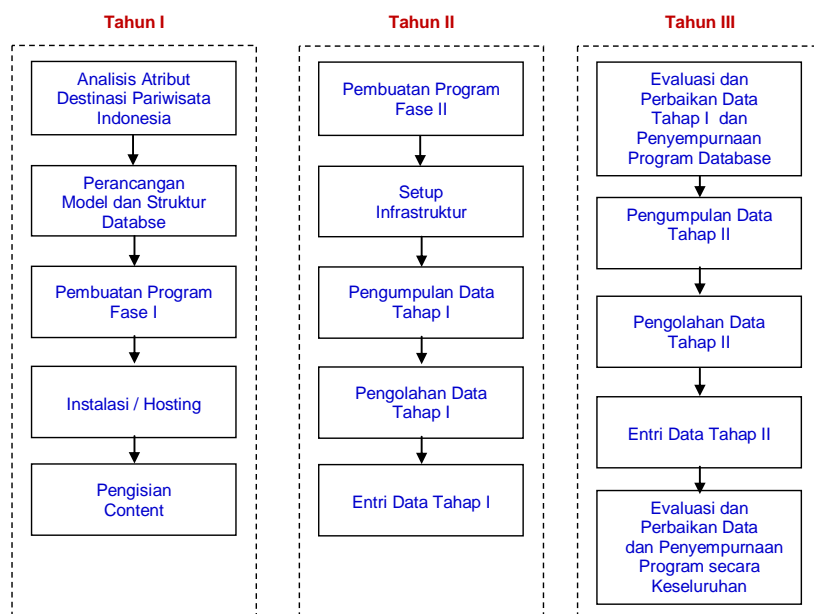 Tahun I
Analisis Atribut
Destinasi Pariwisata
Indonesia
Perancangan
Model dan Struktur
Databse
Pembuatan Program
Fase I
Instalasi / Hosting
Pengisian
Content
Tahun II
Pembuatan Program
Fase II
Setup
Infrastruktur
Pengumpulan Data
Tahap I
Pengolahan Data
Tahap I
Entri Data Tahap I
Tahun III
Evaluasi dan
Perbaikan Data
Tahap I dan
Penyempurnaan
Program Database
Pengumpulan Data
Tahap II
Pengolahan Data
Tahap II
Entri Data Tahap II
Evaluasi dan
Perbaikan Data
dan Penyempurnaan
Program secara
Keseluruhan